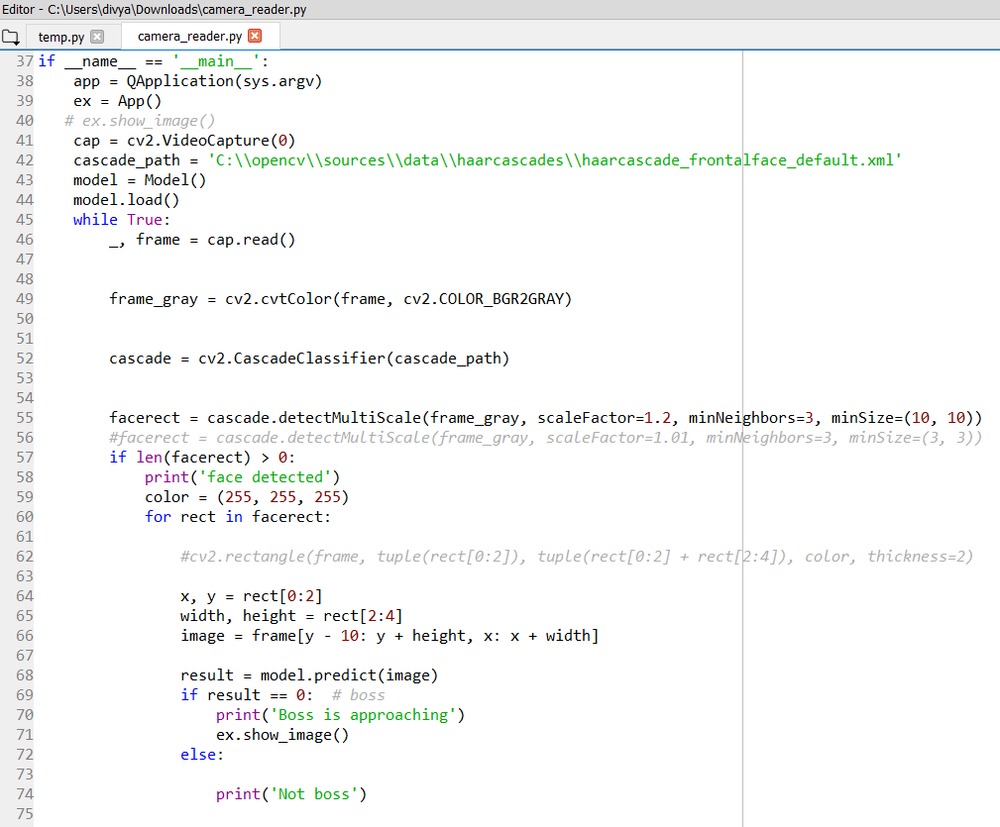 Editor - C:\Users\divya\Downloads\camera_reader.py
temp.py camera_reader.py
37 if __name__ == '__main__':
38     app = QApplication(sys.argv)
39     ex = App()
40    # ex.show_image()
41     cap = cv2.VideoCapture(0)
42     cascade_path = 'C:\\opencv\\sources\\data\\haarcascades\\haarcascade_frontalface_default.xml'
43     model = Model()
44     model.load()
45     while True:
46         _, frame = cap.read()
47
48
49         frame_gray = cv2.cvtColor(frame, cv2.COLOR_BGR2GRAY)
50
51
52         cascade = cv2.CascadeClassifier(cascade_path)
53
54
55         facerect = cascade.detectMultiScale(frame_gray, scaleFactor=1.2, minNeighbors=3, minSize=(10, 10))
56         #facerect = cascade.detectMultiScale(frame_gray, scaleFactor=1.01, minNeighbors=3, minSize=(3, 3))
57         if len(facerect) > 0:
58             print('face detected')
59             color = (255, 255, 255)
60             for rect in facerect:
61
62                 #cv2.rectangle(frame, tuple(rect[0:2]), tuple(rect[0:2] + rect[2:4]), color, thickness=2)
63
64                 x, y = rect[0:2]
65                 width, height = rect[2:4]
66                 image = frame[y - 10: y + height, x: x + width]
67
68                 result = model.predict(image)
69                 if result == 0:  # boss
70                     print('Boss is approaching')
71                     ex.show_image()
72                 else:
73
74                     print('Not boss')
75